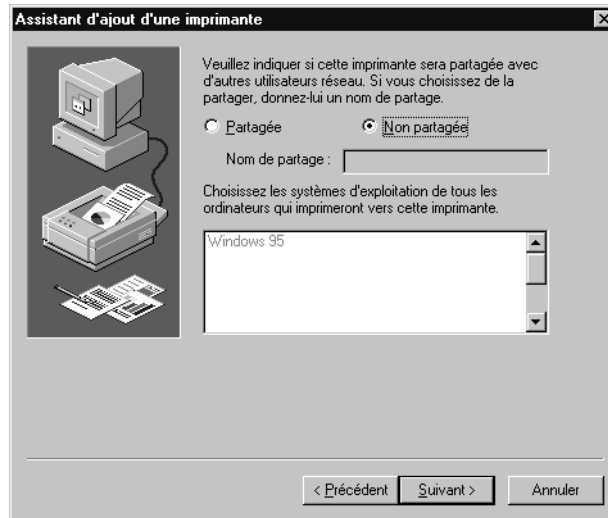 Assistant d'ajout d'une imprimante
Veuillez indiquer si cette imprimante sera partagée avec
d'autres utilisateurs réseau. Si vous choisissez de la
partager, donnez-lui un nom de partage.
Partagée Non partagée
Nom de partage :
Choisissez les systèmes d'exploitation de tous les
ordinateurs qui imprimeront vers cette imprimante.
Windows 95
< Précédent Suivant > Annuler